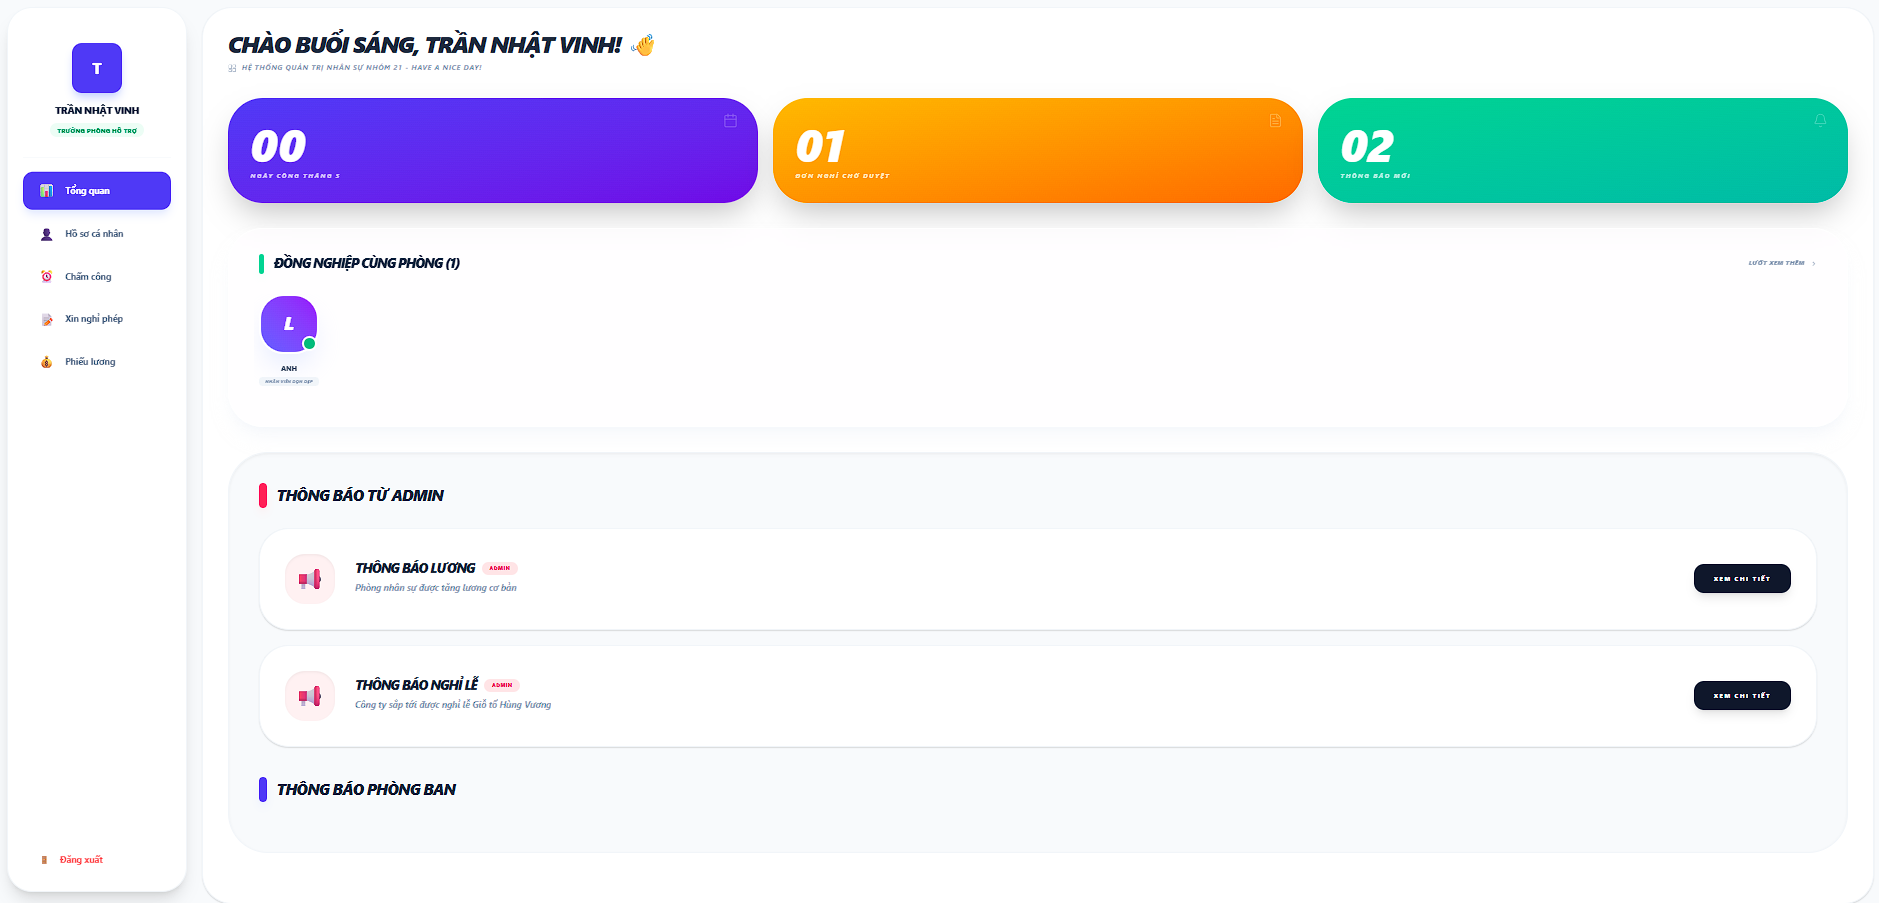 T
TRẦN NHẬT VINH
TRƯỞNG PHÒNG HỖ TRỢ
Tổng quan
Hồ sơ cá nhân
Chấm công
Xin nghỉ phép
Phiếu lương
Đăng xuất
CHÀO BUỔI SÁNG, TRẦN NHẬT VINH!
HỆ THỐNG QUẢN TRỊ NHÂN SỰ NHÓM 21 - HAVE A NICE DAY!
00
NGÀY CÔNG THÁNG 5
01
ĐƠN NGHỈ CHỜ DUYỆT
02
THÔNG BÁO MỚI
ĐỒNG NGHIỆP CÙNG PHÒNG (1)
LƯỚT XEM THÊM
L
ANH
NHÂN VIÊN DỌN DẸP
THÔNG BÁO TỪ ADMIN
THÔNG BÁO LƯƠNG ADMIN
Phòng nhân sự được tăng lương cơ bản
XEM CHI TIẾT
THÔNG BÁO NGHỈ LỄ ADMIN
Công ty sắp tới được nghỉ lễ Giỗ tổ Hùng Vương
XEM CHI TIẾT
THÔNG BÁO PHÒNG BAN